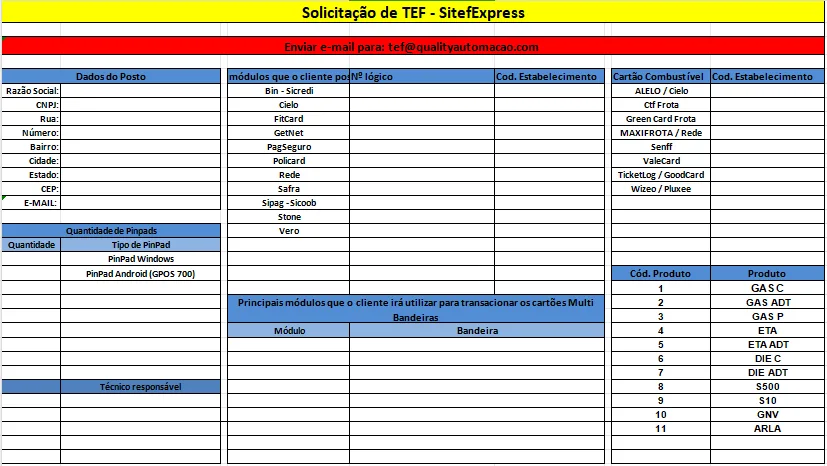 Solicitação de TEF - SitefExpress
Enviar e-mail para: tef@qualityautomacao.com
Dados do Posto
Razão Social:
CNPJ:
Rua:
Número:
Bairro:
Cidade:
Estado:
CEP:
E-MAIL:
Quantidade de Pinpads
Quantidade Tipo de PinPad
PinPad Windows
PinPad Android (GPOS 700)
Técnico responsável
módulos que o cliente pos Nº lógico Cod. Estabelecimento
Bin - Sicredi
Cielo
FitCard
GetNet
PagSeguro
Policard
Rede
Safra
Sipag - Sicoob
Stone
Vero
Principais módulos que o cliente irá utilizar para transacionar os cartões Multi
Bandeiras
Módulo Bandeira
Cartão Combustível Cod. Estabelecimento
ALELO / Cielo
Ctf Frota
Green Card Frota
MAXIFROTA / Rede
Senff
ValeCard
TicketLog / GoodCard
Wizeo / Pluxee
Cód. Produto Produto
1 GAS C
2 GAS ADT
3 GAS P
4 ETA
5 ETA ADT
6 DIE C
7 DIE ADT
8 S500
9 S10
10 GNV
11 ARLA